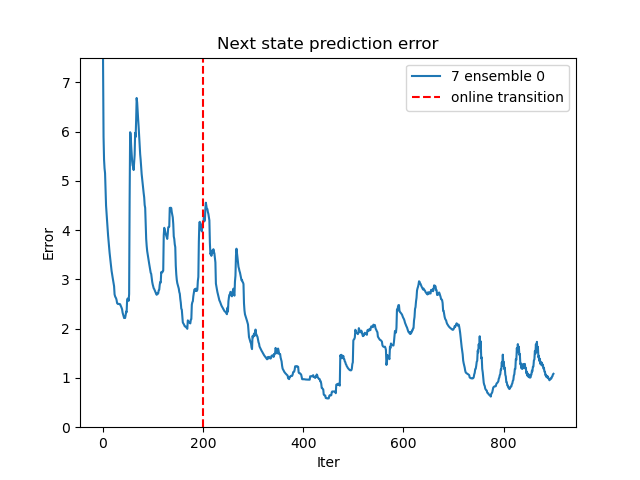 Next state prediction error
7 ensemble 0
online transition
Error
7
6
5
4
3
2
1
0
0 200 400 600 800
Iter